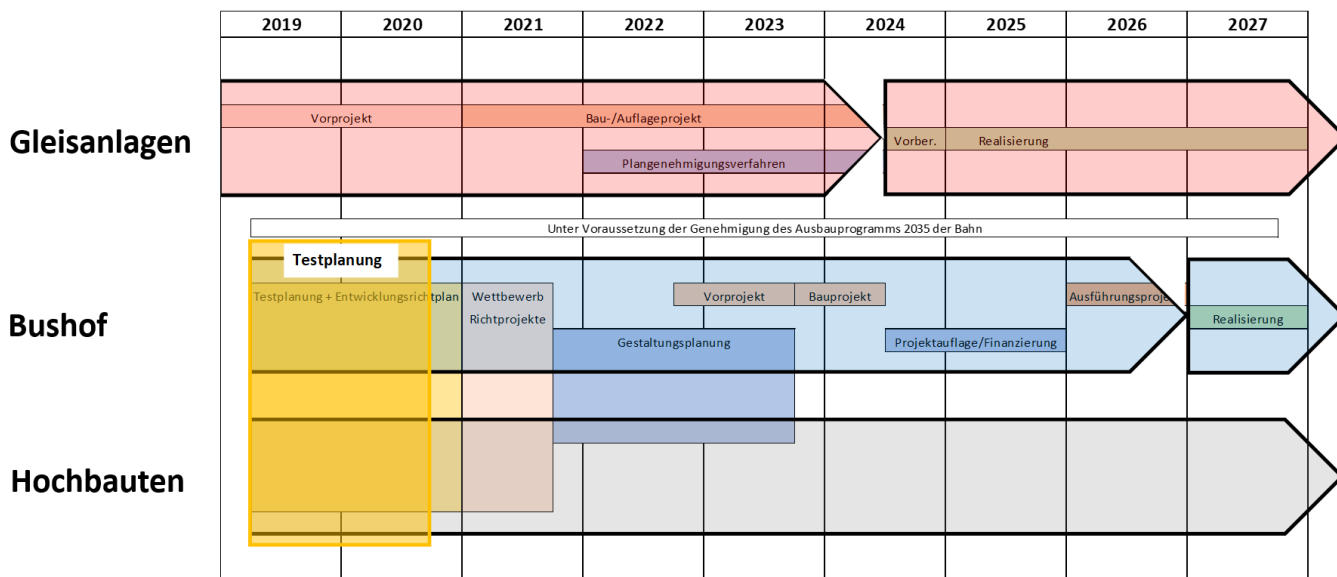 2019 2020 2021 2022 2023 2024 2025 2026 2027
Gleisanlagen
Vorprojekt Bau-/Auflageprojekt
Vorber. Realisierung
Plangenehmigungsverfahren
Unter Voraussetzung der Genehmigung des Ausbauprogramms 2035 der Bahn
Testplanung
Bushof
Testplanung + Entwicklungsrichtplan Wettbewerb Vorprojekt Bauprojekt Ausführungsproje
Richtprojekte Realisierung
Gestaltungsplanung Projektauflage/Finanzierung
Hochbauten